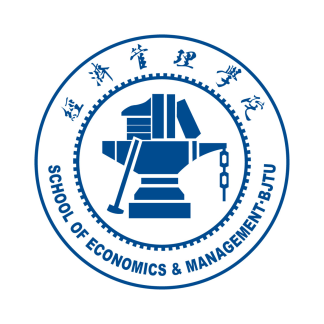 經濟管理學院
SCHOOL OF ECONOMICS & MANAGEMENT·BJTU